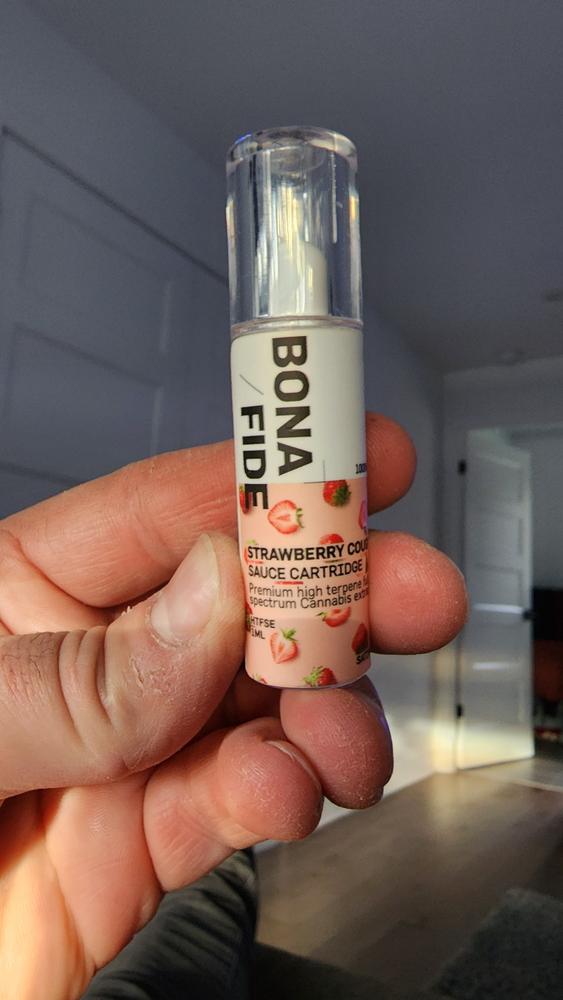 BONA
/ FIDE
STRAWBERRY
SAUCE CARTRIDGE
Premium high terpene
spectrum Cannabis
HTFSE
1ML